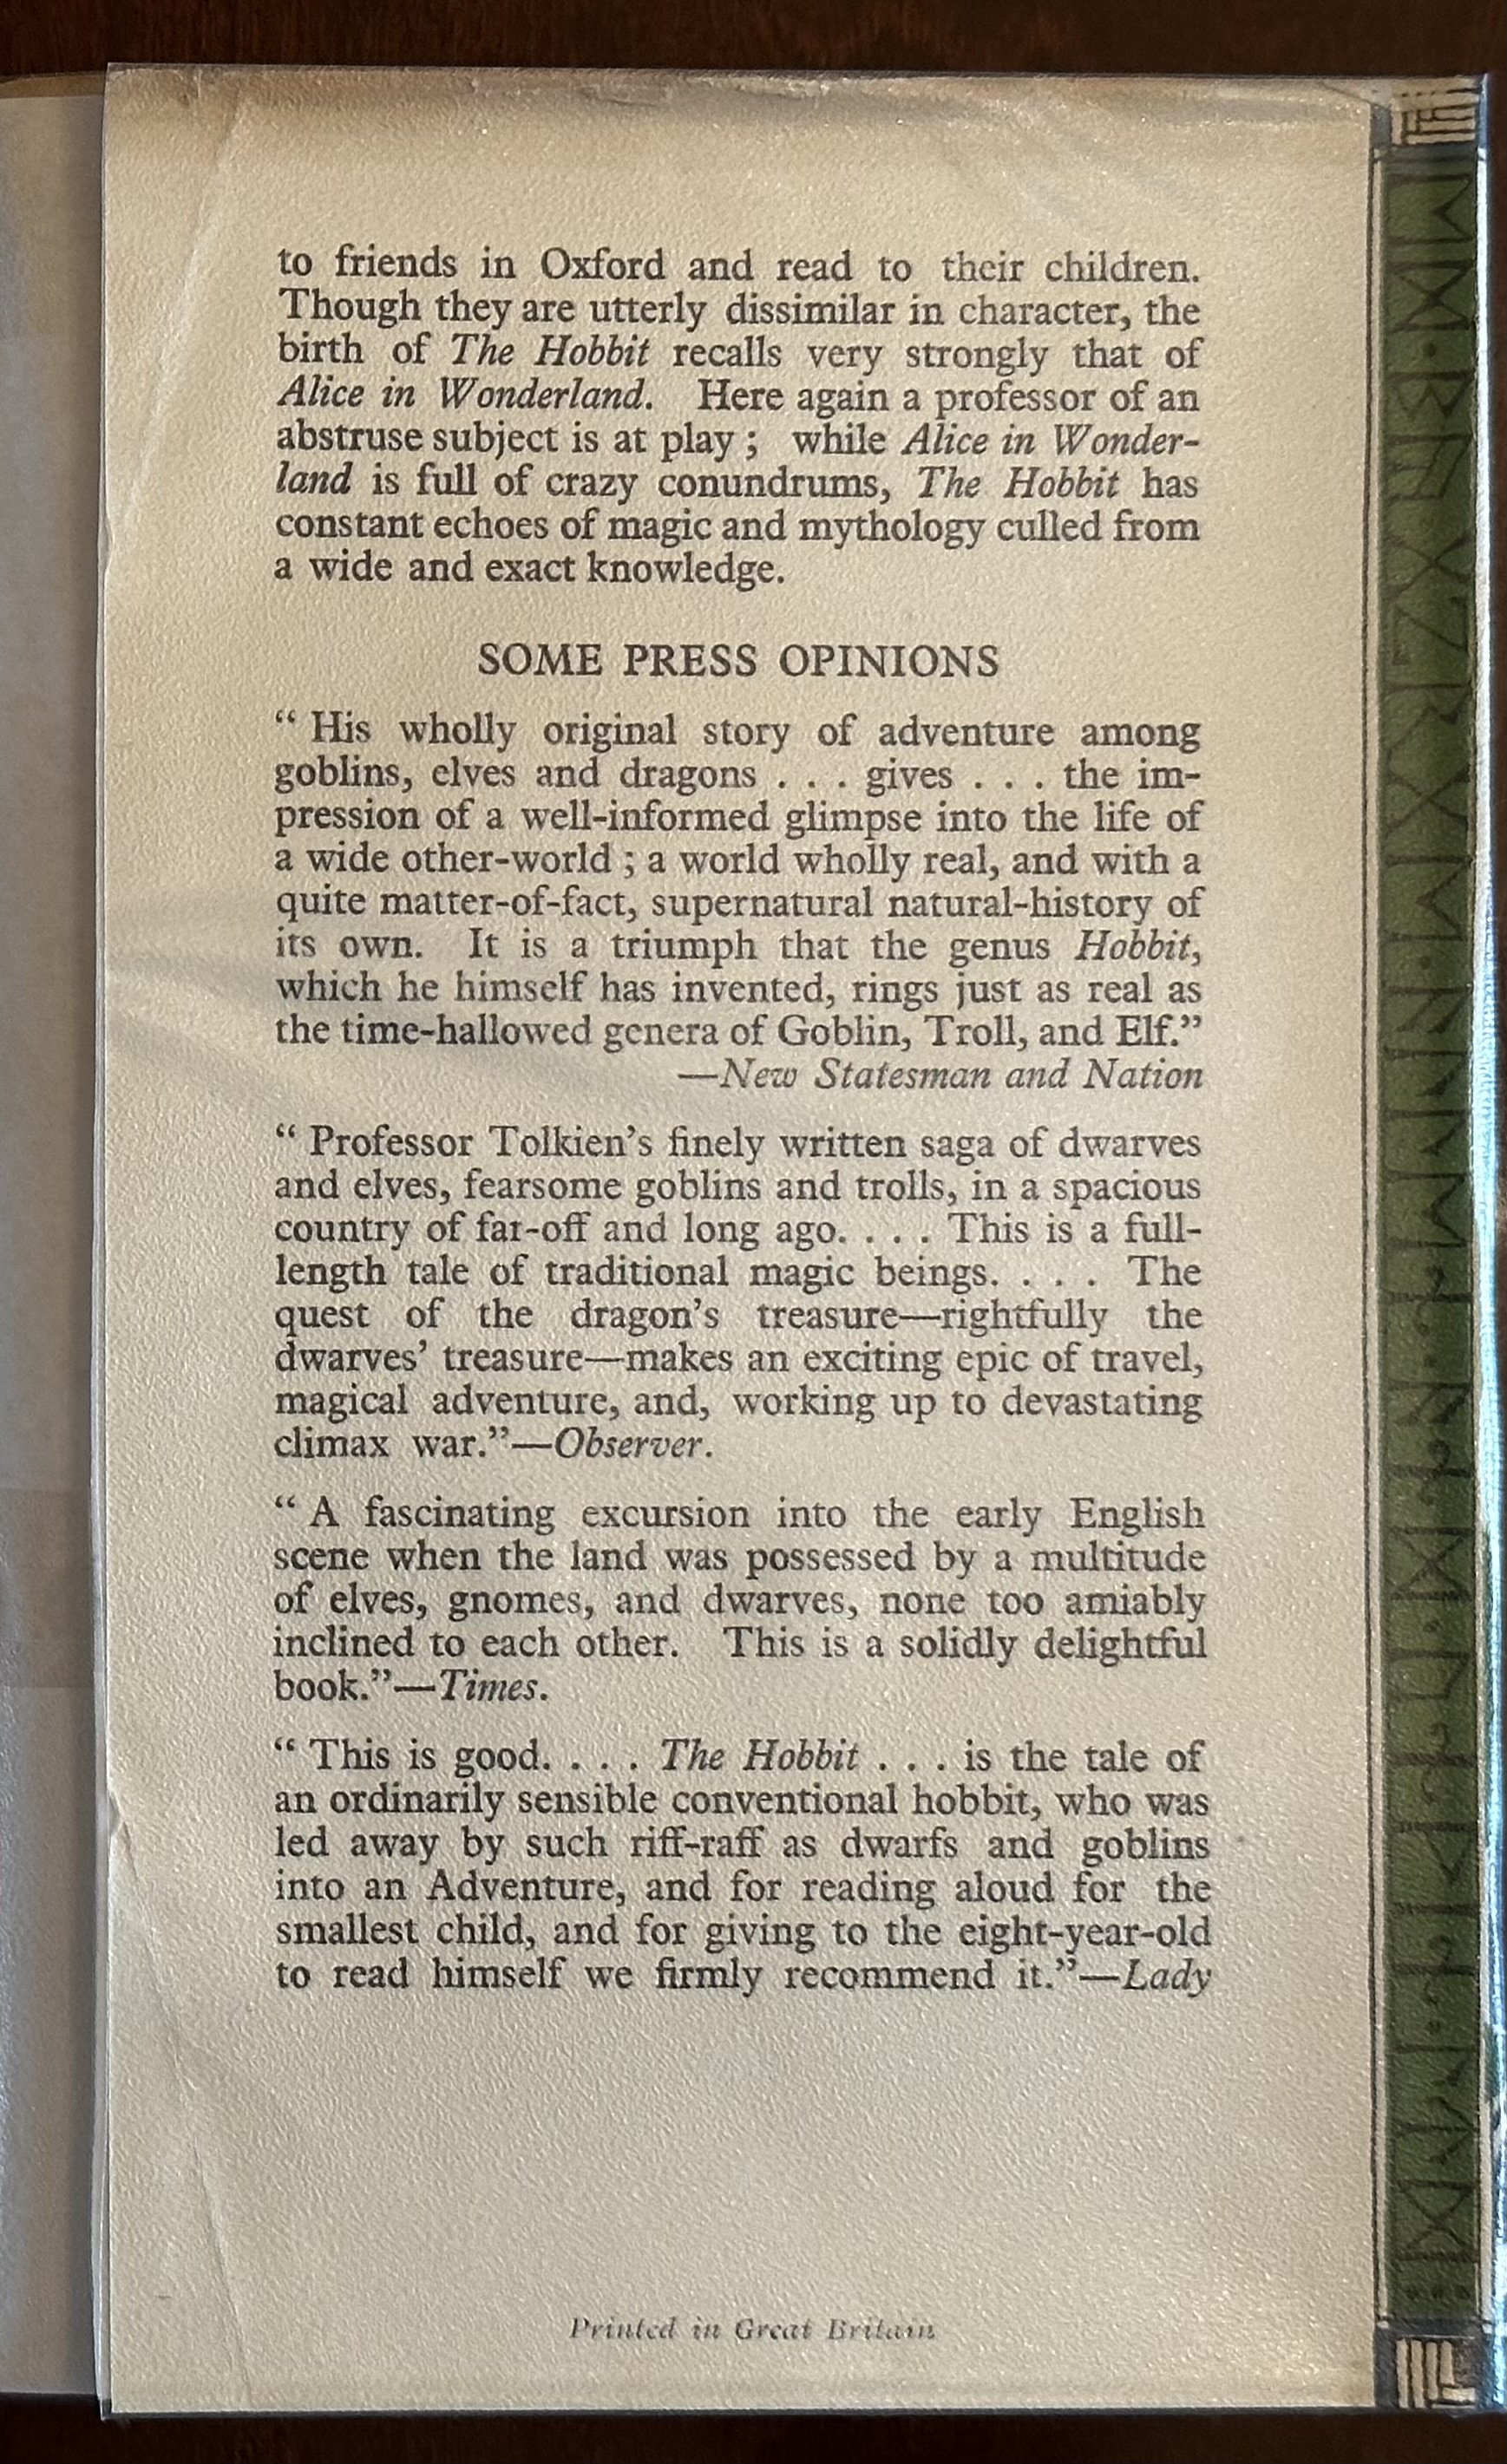 to friends in Oxford and read to their children.
Though they are utterly dissimilar in character, the
birth of The Hobbit recalls very strongly that of
Alice in Wonderland. Here again a professor of an
abstruse subject is at play ; while Alice in Wonder-
land is full of crazy conundrums, The Hobbit has
constant echoes of magic and mythology culled from
a wide and exact knowledge.
SOME PRESS OPINIONS
“ His wholly original story of adventure among
goblins, elves and dragons . . . gives . . . the im-
pression of a well-informed glimpse into the life of
a wide other-world ; a world wholly real, and with a
quite matter-of-fact, supernatural natural-history of
its own. It is a triumph that the genus Hobbit,
which he himself has invented, rings just as real as
the time-hallowed genera of Goblin, Troll, and Elf.”
—New Statesman and Nation
“ Professor Tolkien’s finely written saga of dwarves
and elves, fearsome goblins and trolls, in a spacious
country of far-off and long ago. . . . This is a full-
length tale of traditional magic beings. . . . The
quest of the dragon’s treasure—rightfully the
dwarves’ treasure—makes an exciting epic of travel,
magical adventure, and, working up to devastating
climax war.”—Observer.
“ A fascinating excursion into the early English
scene when the land was possessed by a multitude
of elves, gnomes, and dwarves, none too amiably
inclined to each other. This is a solidly delightful
book.”—Times.
“ This is good. . . . The Hobbit . . . is the tale of
an ordinarily sensible conventional hobbit, who was
led away by such riff-raff as dwarfs and goblins
into an Adventure, and for reading aloud for the
smallest child, and for giving to the eight-year-old
to read himself we firmly recommend it.”—Lady
Printed in Great Britain